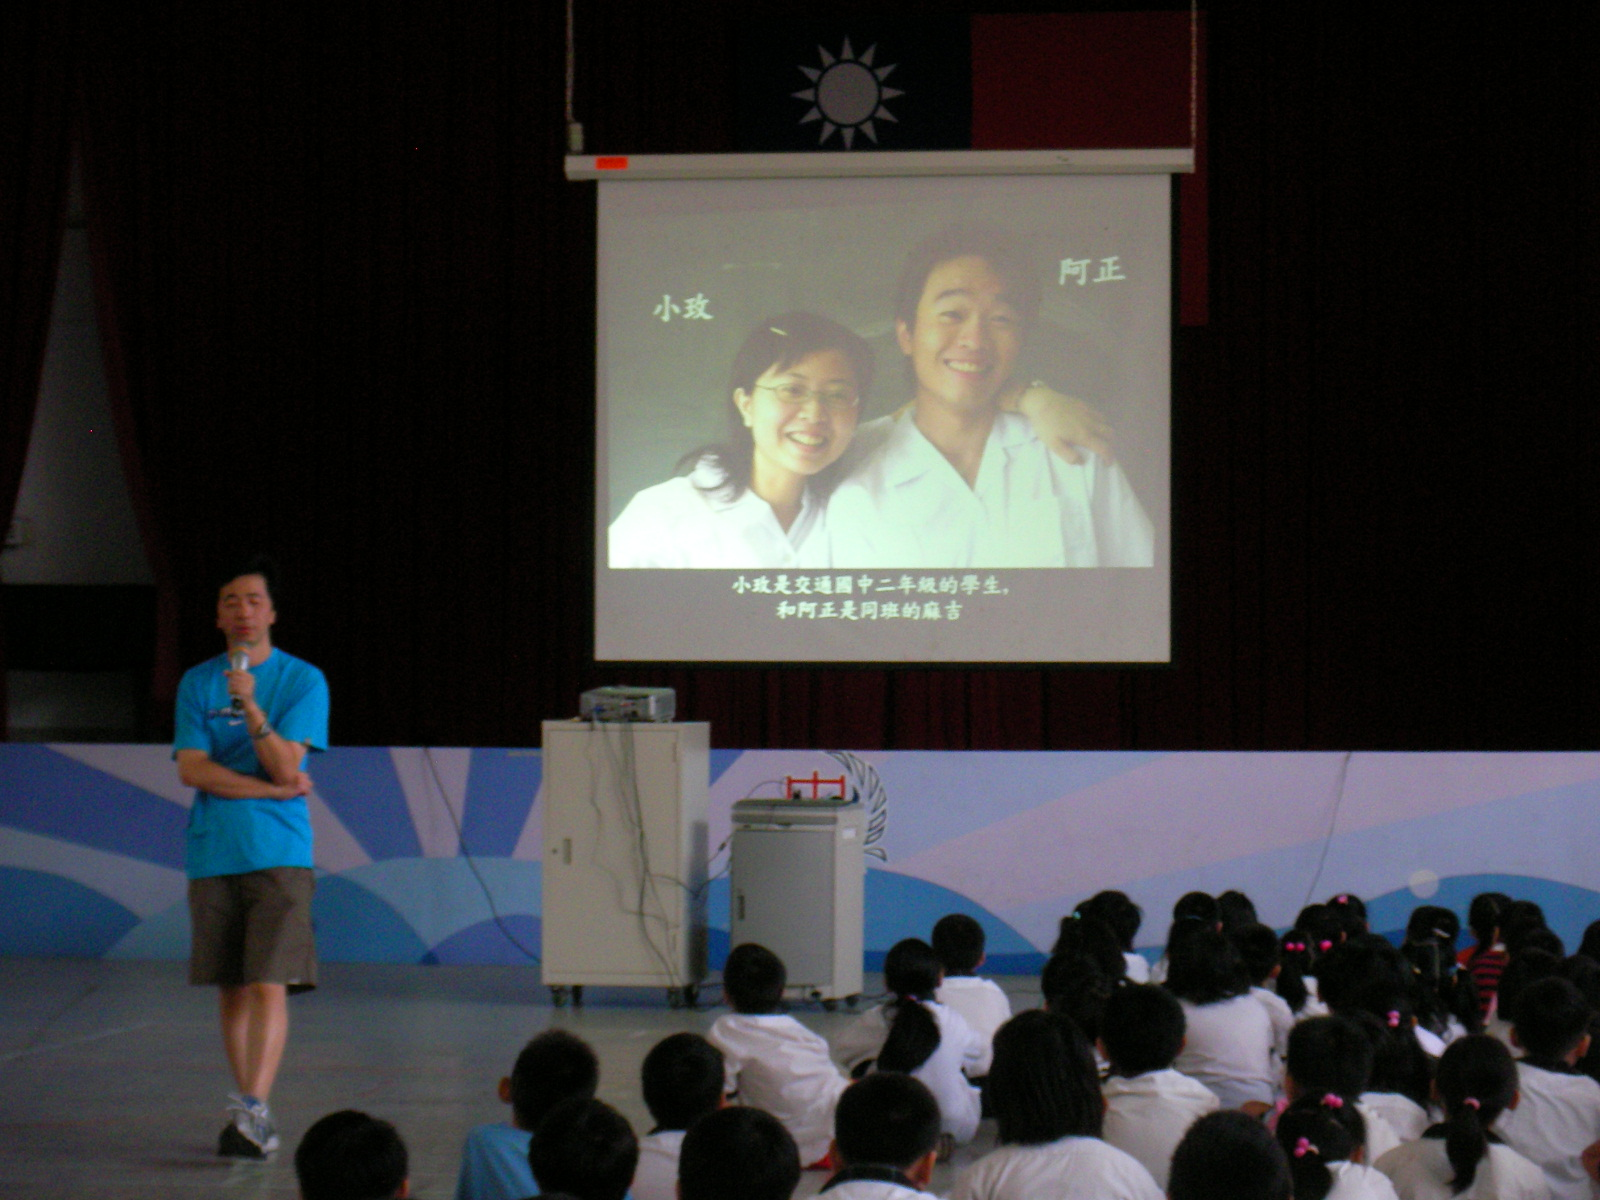 小玫
阿正
小玫是交通國中二年級的學生,
和阿正是同班的麻吉